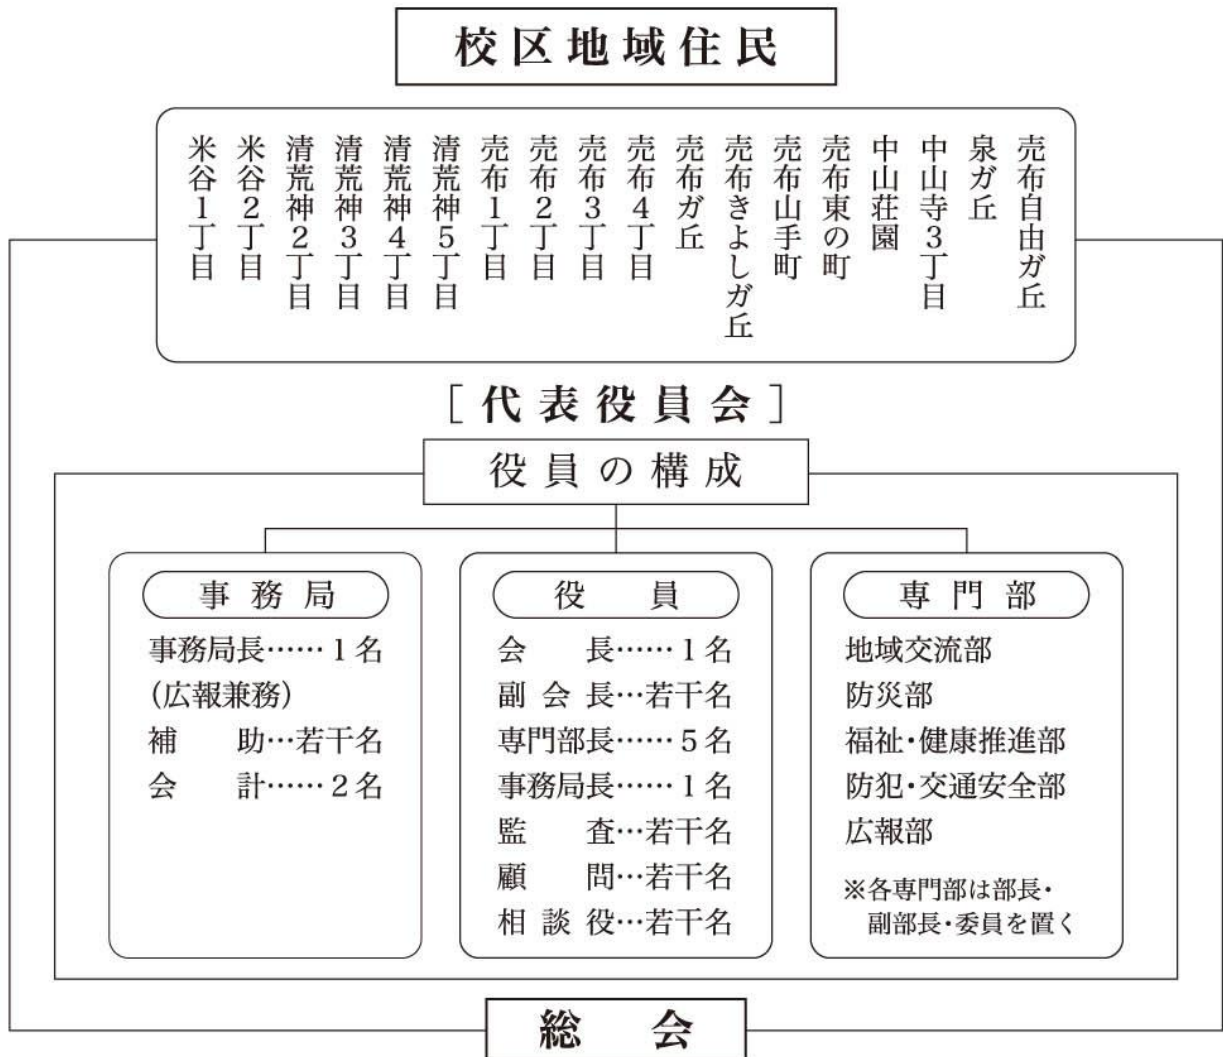 校区地域住民
売布自由ガ丘
泉ガ丘
中山寺3丁目
中山荘園
売布東の町
売布山手町
売布きよしガ丘
売布ガ丘
売布4丁目
売布3丁目
売布2丁目
売布1丁目
清荒神5丁目
清荒神4丁目
清荒神3丁目
清荒神2丁目
米谷2丁目
米谷1丁目
[代表役員会]
役員の構成
事務局
事務局長……1名
(広報兼務)
補　助…若干名
会　計……2名
役　員
会　長……1名
副会長…若干名
専門部長……5名
事務局長……1名
監　査…若干名
顧　問…若干名
相談役…若干名
専門部
地域交流部
防災部
福祉・健康推進部
防犯・交通安全部
広報部
※各専門部は部長・
副部長・委員を置く
総　会